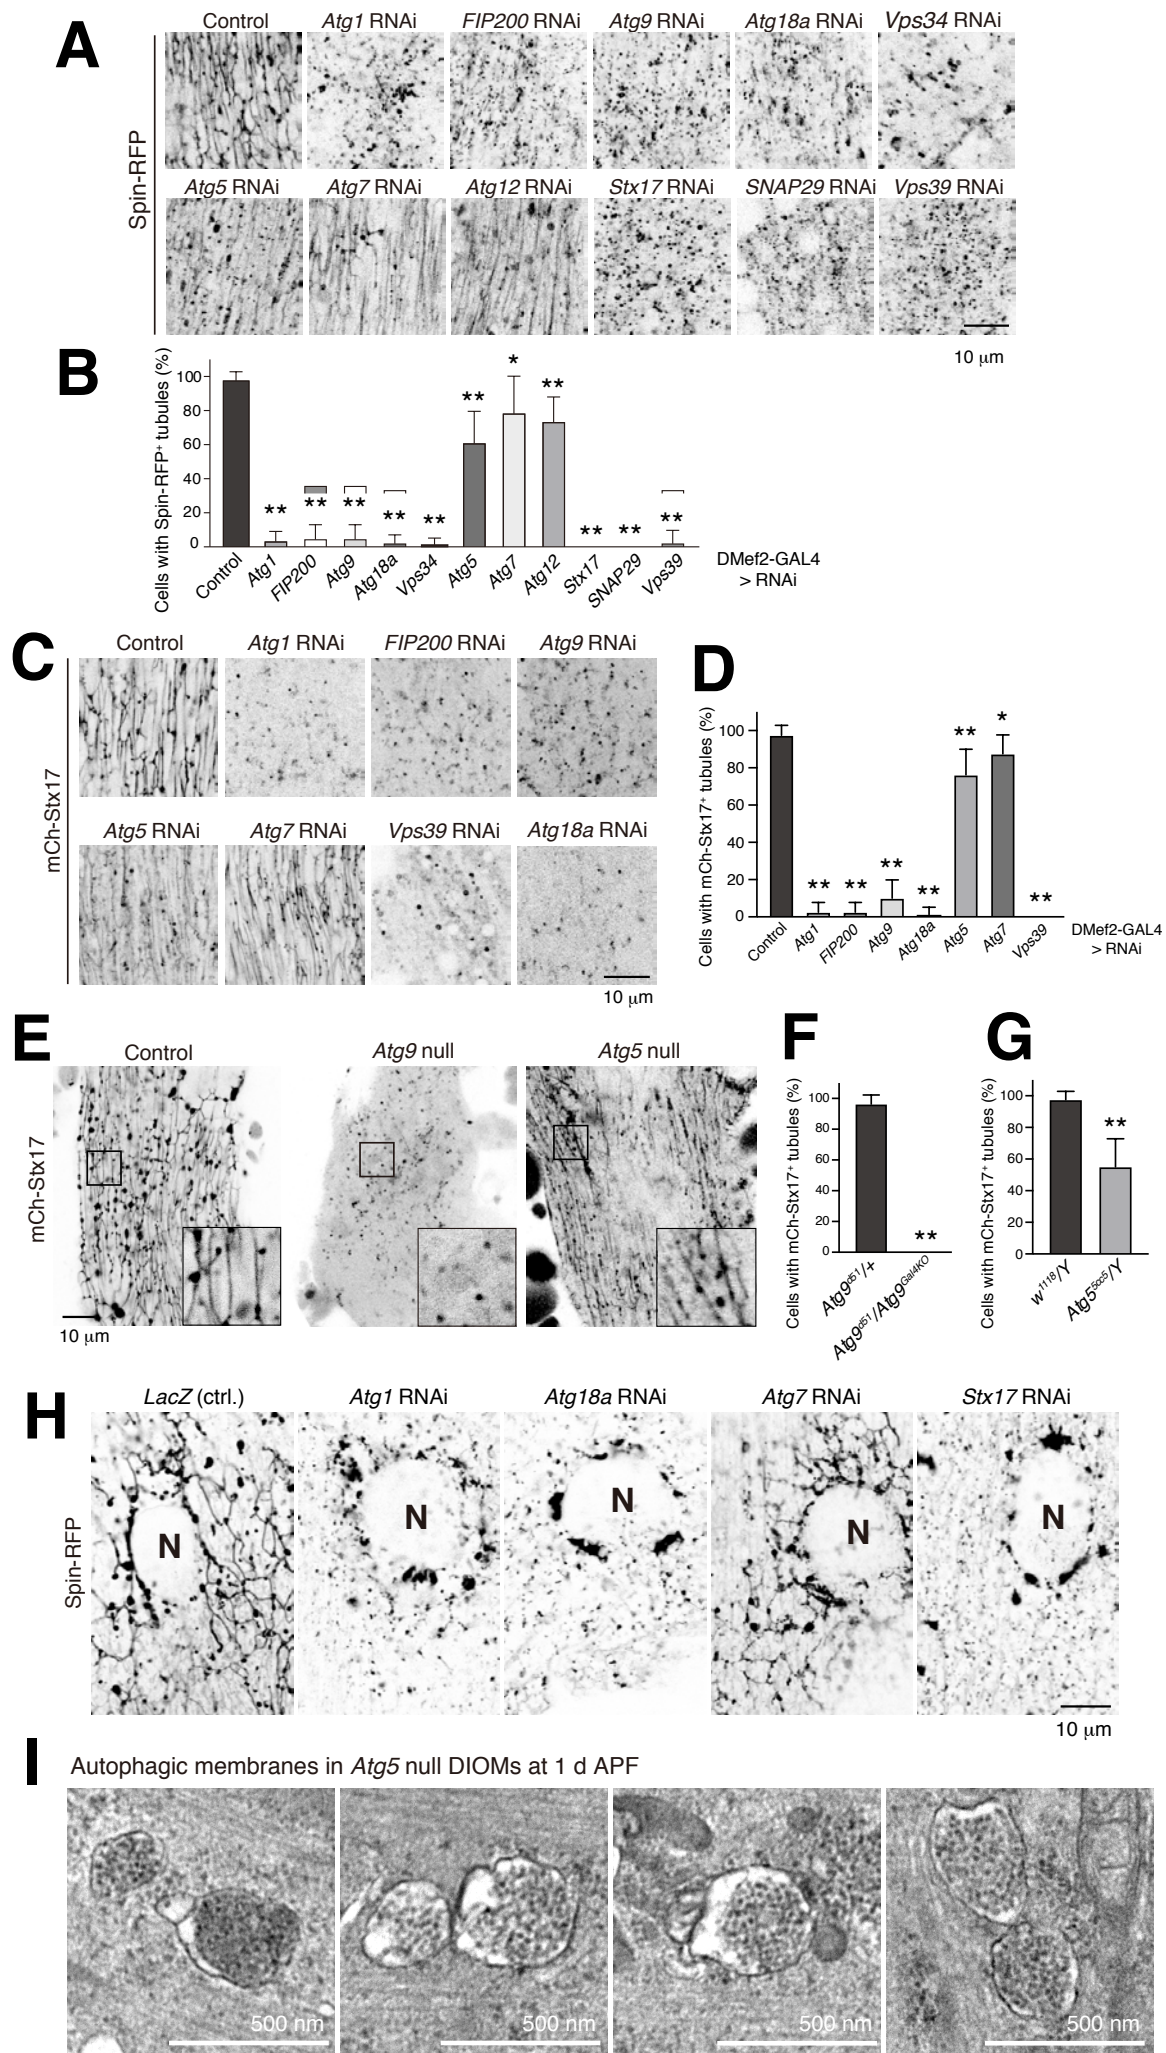 A
Control
Atg1 RNAi
FIP200 RNAi
Atg9 RNAi
Atg18a RNAi
Vps34 RNAi
Spin-RFP
Atg5 RNAi
Atg7 RNAi
Atg12 RNAi
Stx17 RNAi
SNAP29 RNAi
Vps39 RNAi
10 μm
B
Cells with Spin-RFP+ tubules (%)
100
80
60
40
20
0
**
**
**
**
**
**
*
**
**
**
**
Control
Atg1
FIP200
Atg9
Atg18a
Vps34
Atg5
Atg7
Atg12
Stx17
SNAP29
Vps39
DMef2-GAL4
> RNAi
C
Control
Atg1 RNAi
FIP200 RNAi
Atg9 RNAi
mCh-Stx17
Atg5 RNAi
Atg7 RNAi
Vps39 RNAi
Atg18a RNAi
10 μm
D
Cells with mCh-Stx17+ tubules (%)
100
80
60
40
20
0
**
**
**
**
**
*
**
Control
Atg1
FIP200
Atg9
Atg18a
Atg5
Atg7
Vps39
DMef2-GAL4
> RNAi
E
Control
Atg9 null
Atg5 null
mCh-Stx17
10 μm
F
Cells with mCh-Stx17+ tubules (%)
100
80
60
40
20
0
**
Atg9d51/+
Atg9d51/Atg9Gal4KO
G
Cells with mCh-Stx17+ tubules (%)
100
80
60
40
20
0
**
w1118/Y
Atg55cc5/Y
H
LacZ (ctrl.)
Atg1 RNAi
Atg18a RNAi
Atg7 RNAi
Stx17 RNAi
Spin-RFP
N
N
N
N
N
10 μm
I
Autophagic membranes in Atg5 null DIOMs at 1 d APF
500 nm
500 nm
500 nm
500 nm